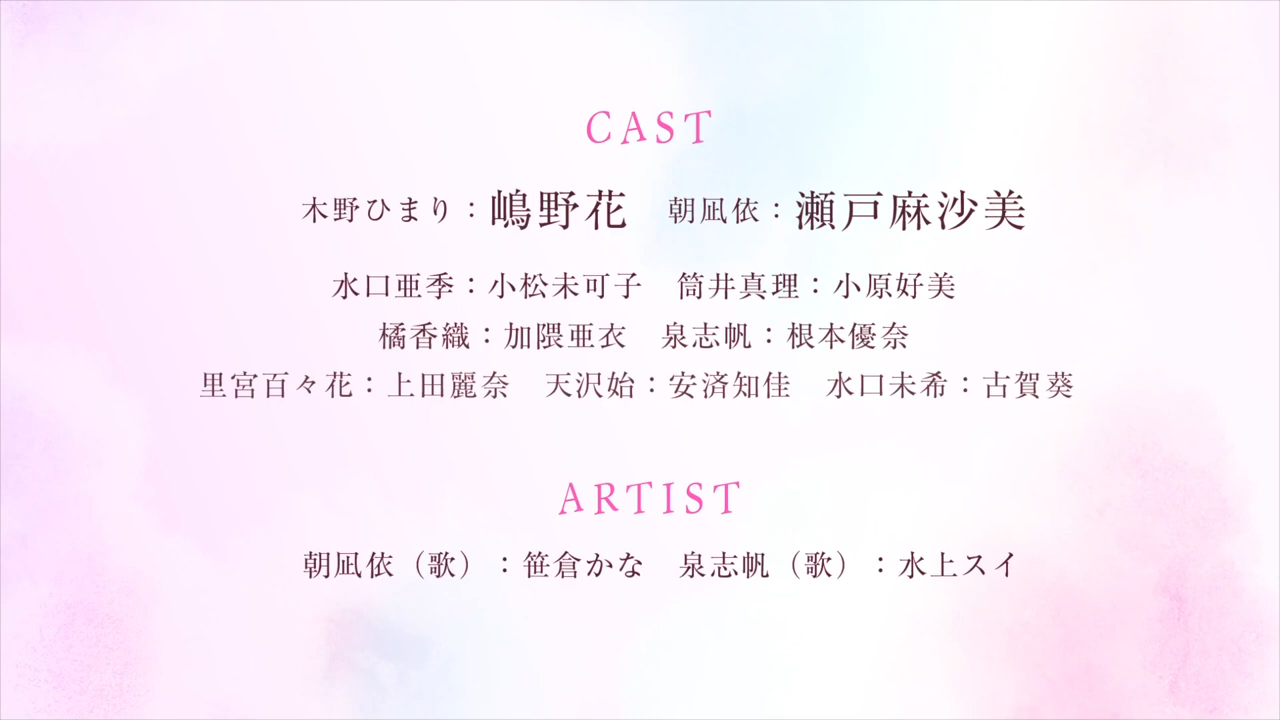 CAST
木野ひまり：嶋野花　朝凪依：瀬戸麻沙美
水口亜季：小松未可子　筒井真理：小原好美
橘香織：加隈亜衣　泉志帆：根本優奈
里宮百々花：上田麗奈　天沢始：安済知佳　水口未希：古賀葵
ARTIST
朝凪依（歌）：笹倉かな　泉志帆（歌）：水上スイ